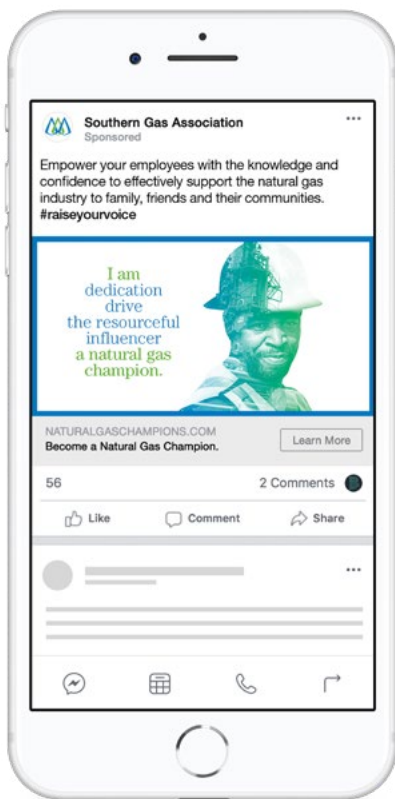 Southern Gas Association
Sponsored
Empower your employees with the knowledge and
confidence to effectively support the natural gas
industry to family, friends and their communities.
#raiseyourvoice
I am
dedication
drive
the resourceful
influencer
a natural gas
champion.
NATURALGASCHAMPIONS.COM
Become a Natural Gas Champion.
Learn More
56
2 Comments
Like
Comment
Share